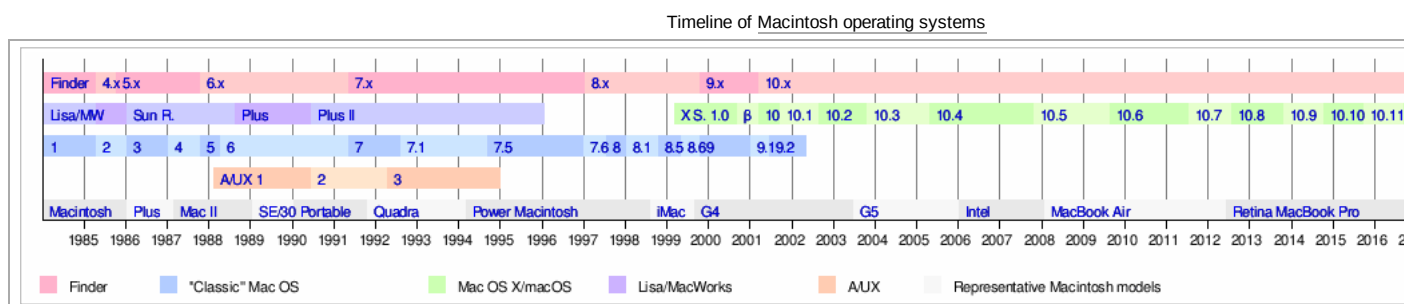 Timeline of Macintosh operating systems
Finder 4.x 5.x 6.x 7.x 8.x 9.x 10.x
Lisa/MW Sun R. Plus Plus II X S. 1.0 β 10 10.1 10.2 10.3 10.4 10.5 10.6 10.7 10.8 10.9 10.10 10.11
1 2 3 4 5 6 7 7.1 7.5 7.6 8 8.1 8.5 8.6 9 9.1 9.2
A/UX 1 2 3
Macintosh Plus Mac II SE/30 Portable Quadra Power Macintosh iMac G4 G5 Intel MacBook Air Retina MacBook Pro
1985 1986 1987 1988 1989 1990 1991 1992 1993 1994 1995 1996 1997 1998 1999 2000 2001 2002 2003 2004 2005 2006 2007 2008 2009 2010 2011 2012 2013 2014 2015 2016 2
Finder "Classic" Mac OS Mac OS X/macOS Lisa/MacWorks A/UX Representative Macintosh models